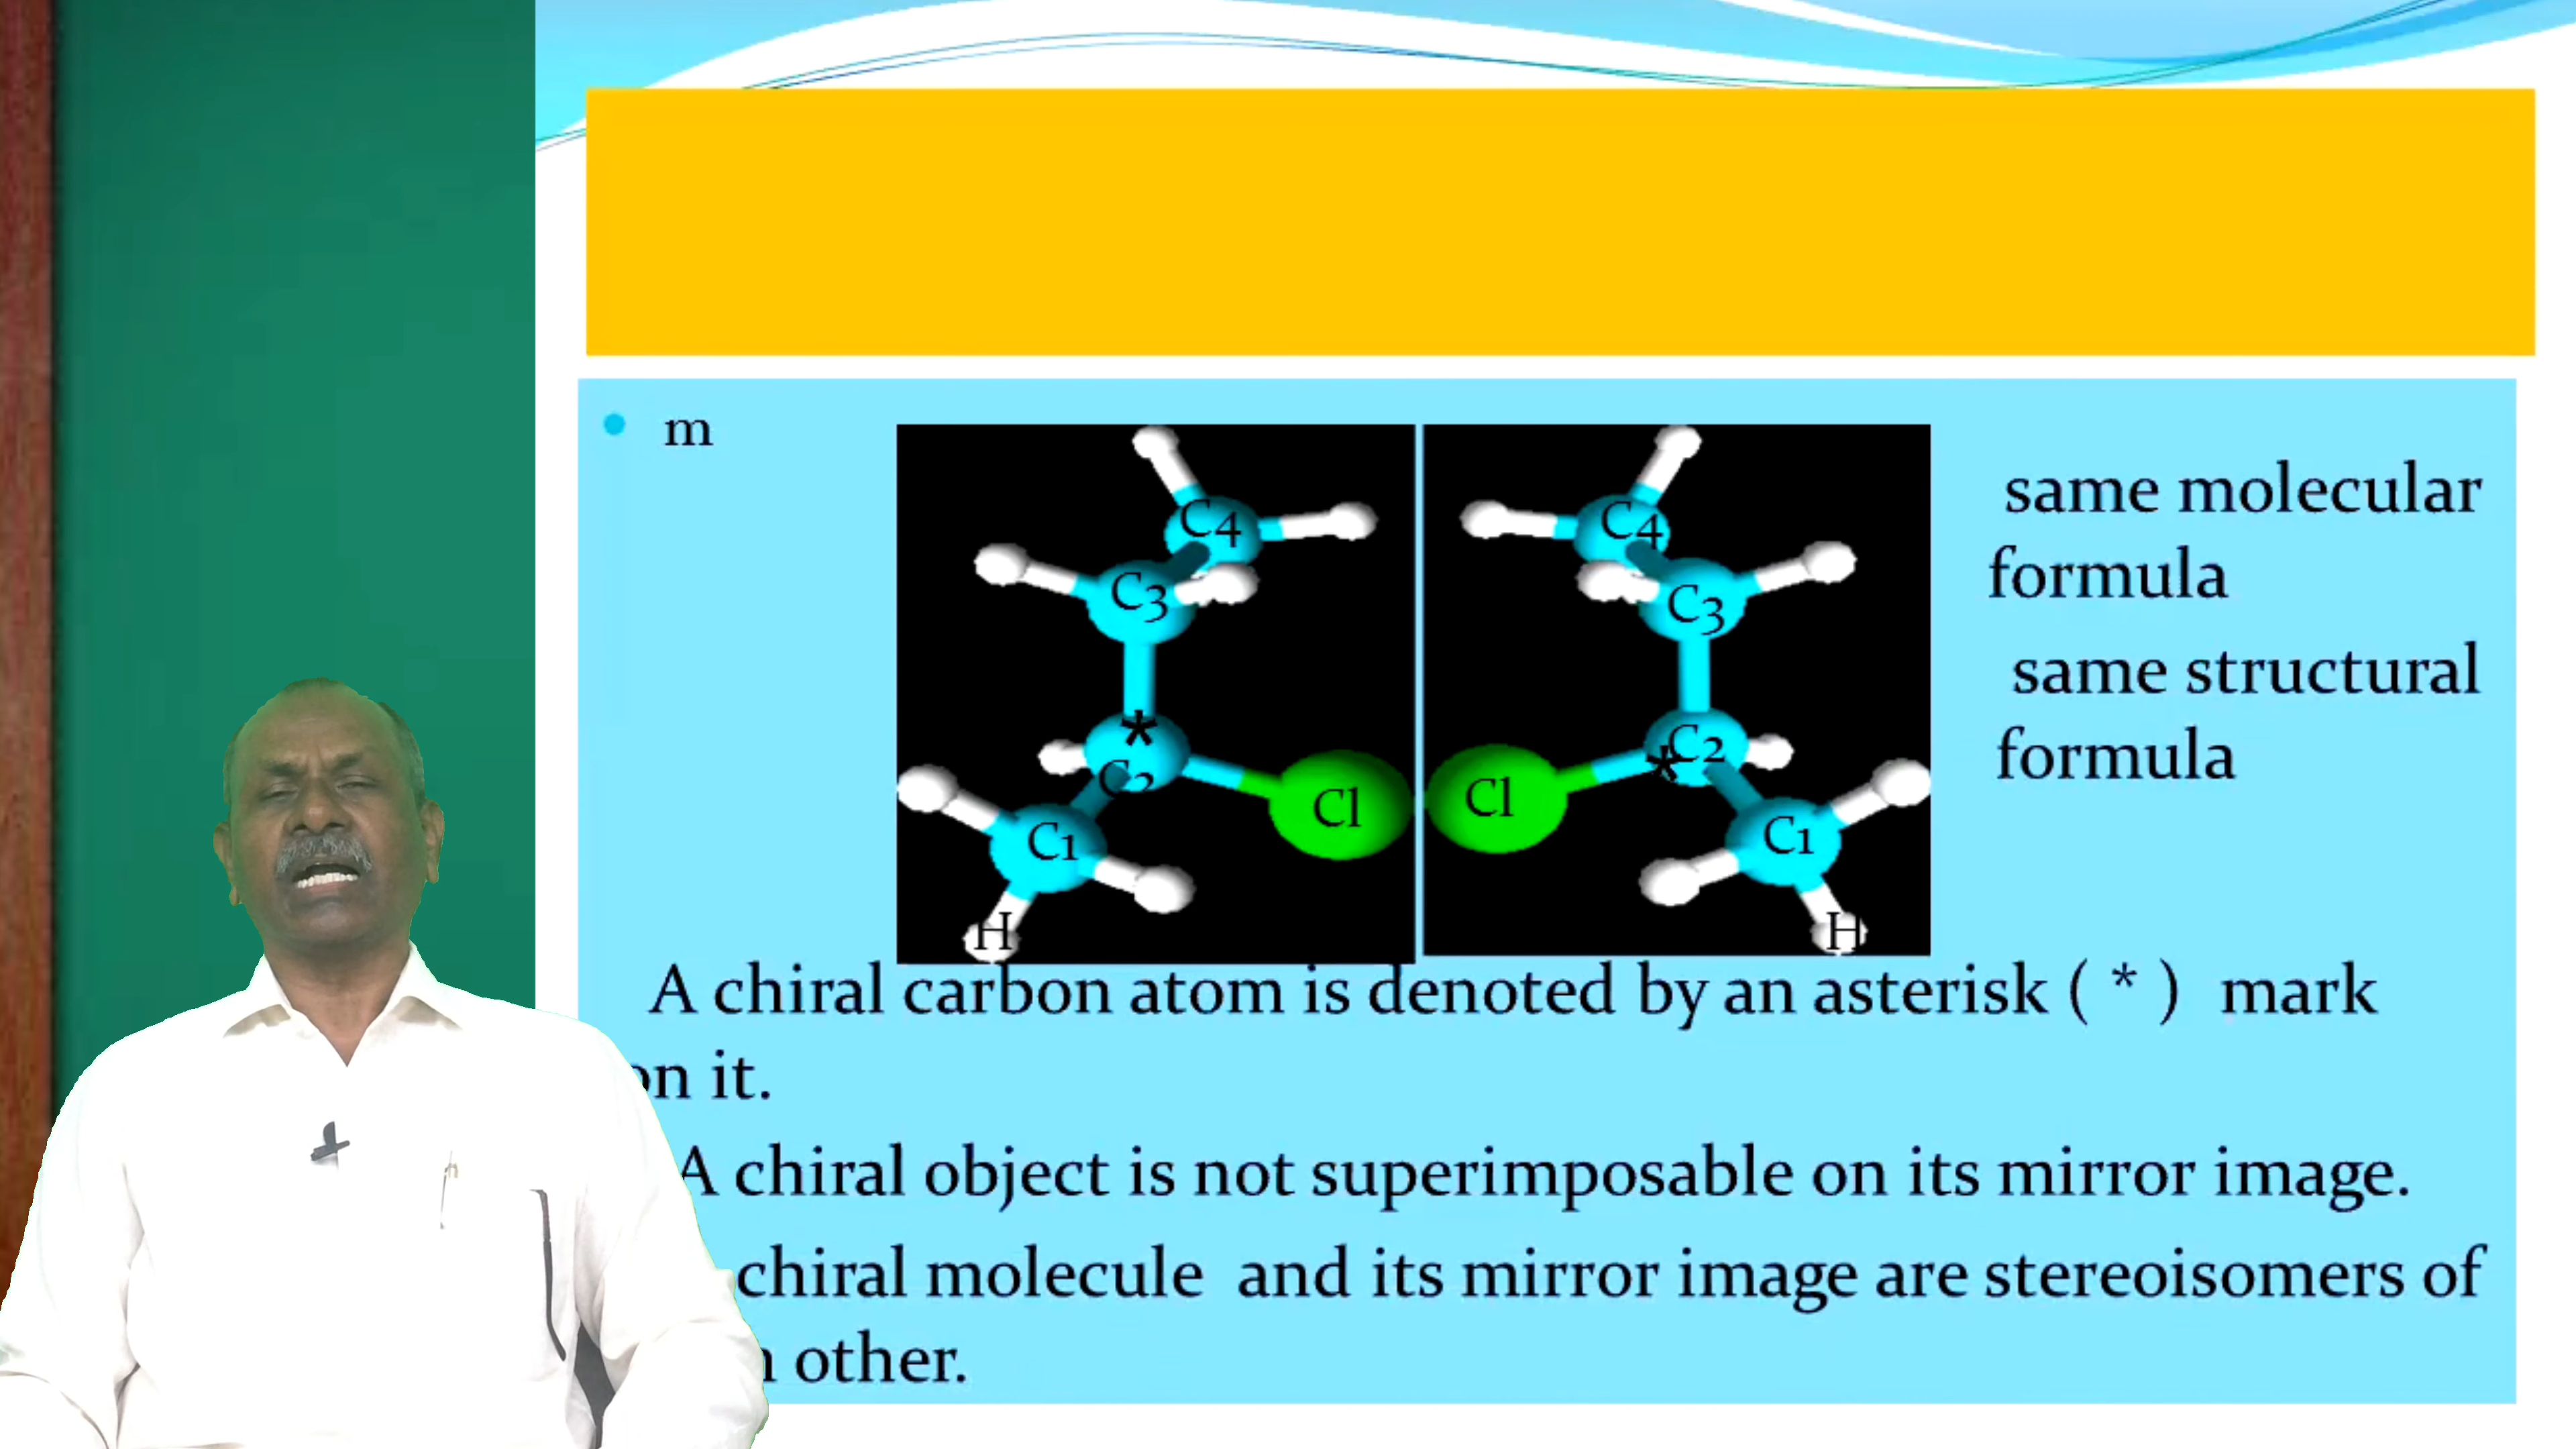 m
same molecular
formula
same structural
formula
C4
C3
*
C2
Cl
C1
H
C4
C3
C2
*
Cl
C1
H
A chiral carbon atom is denoted by an asterisk ( * ) mark
on it.
A chiral object is not superimposable on its mirror image.
chiral molecule and its mirror image are stereoisomers of
other.